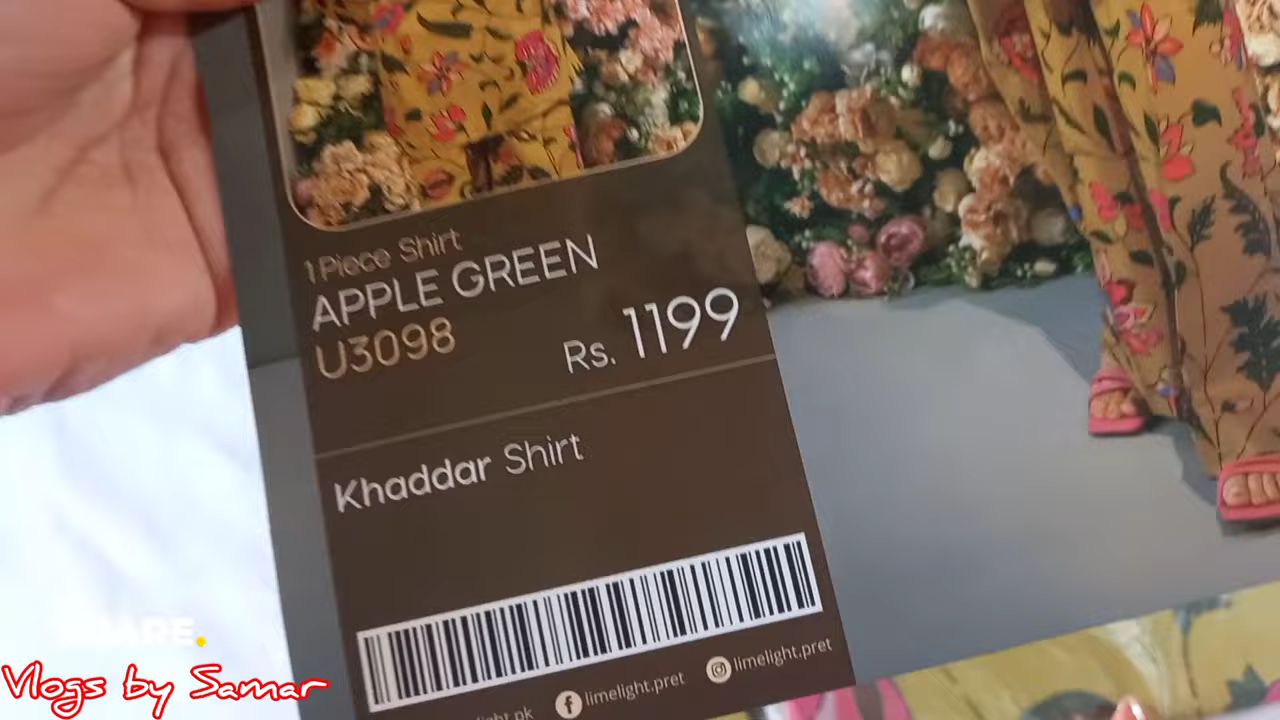 1 Piece Shirt
APPLE GREEN
U3098
Rs. 1199
Khaddar Shirt
limelight.pret
limelight.pret
Vlogs by Samar